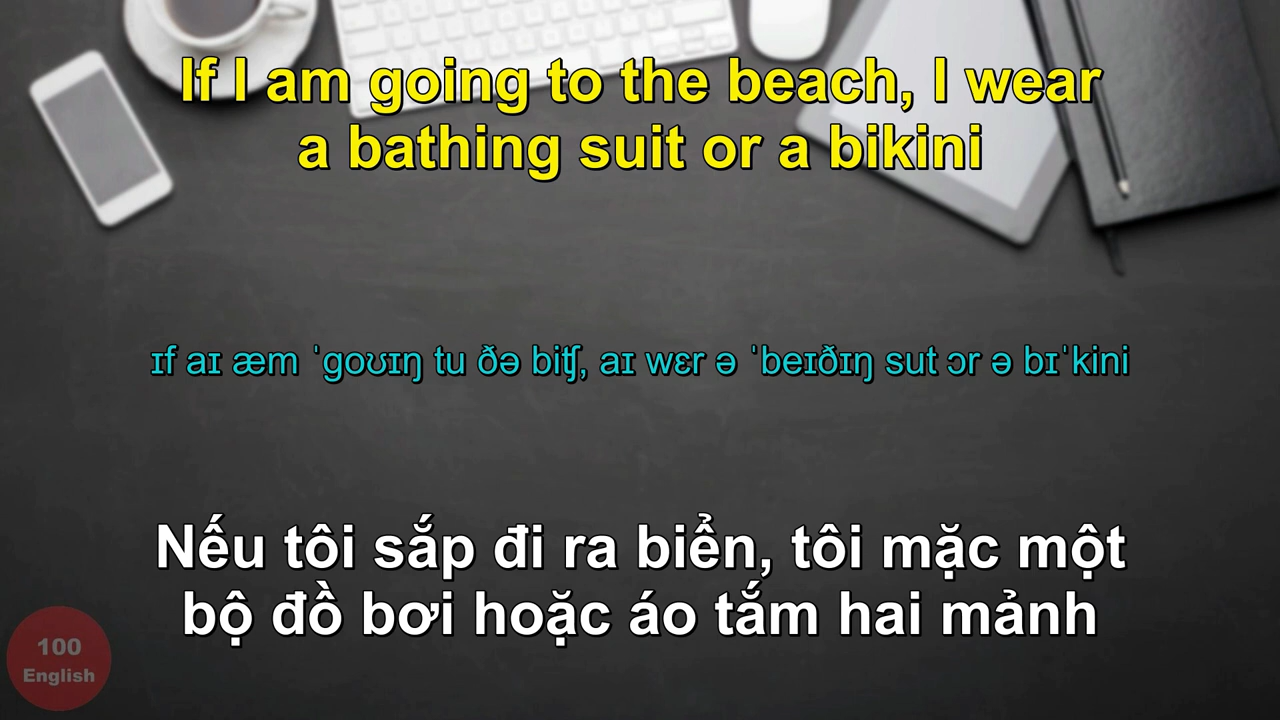 If I am going to the beach, I wear
a bathing suit or a bikini
ɪf aɪ æm ˈɡoʊɪŋ tu ðə biʧ, aɪ wɛr ə ˈbeɪðɪŋ sut ɔr ə bɪˈkini
Nếu tôi sắp đi ra biển, tôi mặc một
bộ đồ bơi hoặc áo tắm hai mảnh
100
English